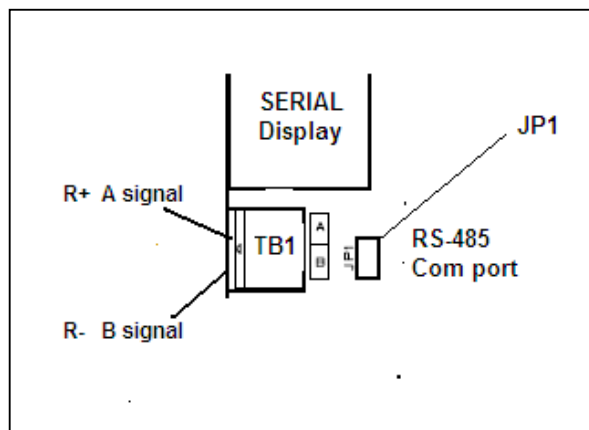 SERIAL
Display
JP1
R+ A signal
TB1
A
B
JP1
RS-485
Com port
R- B signal